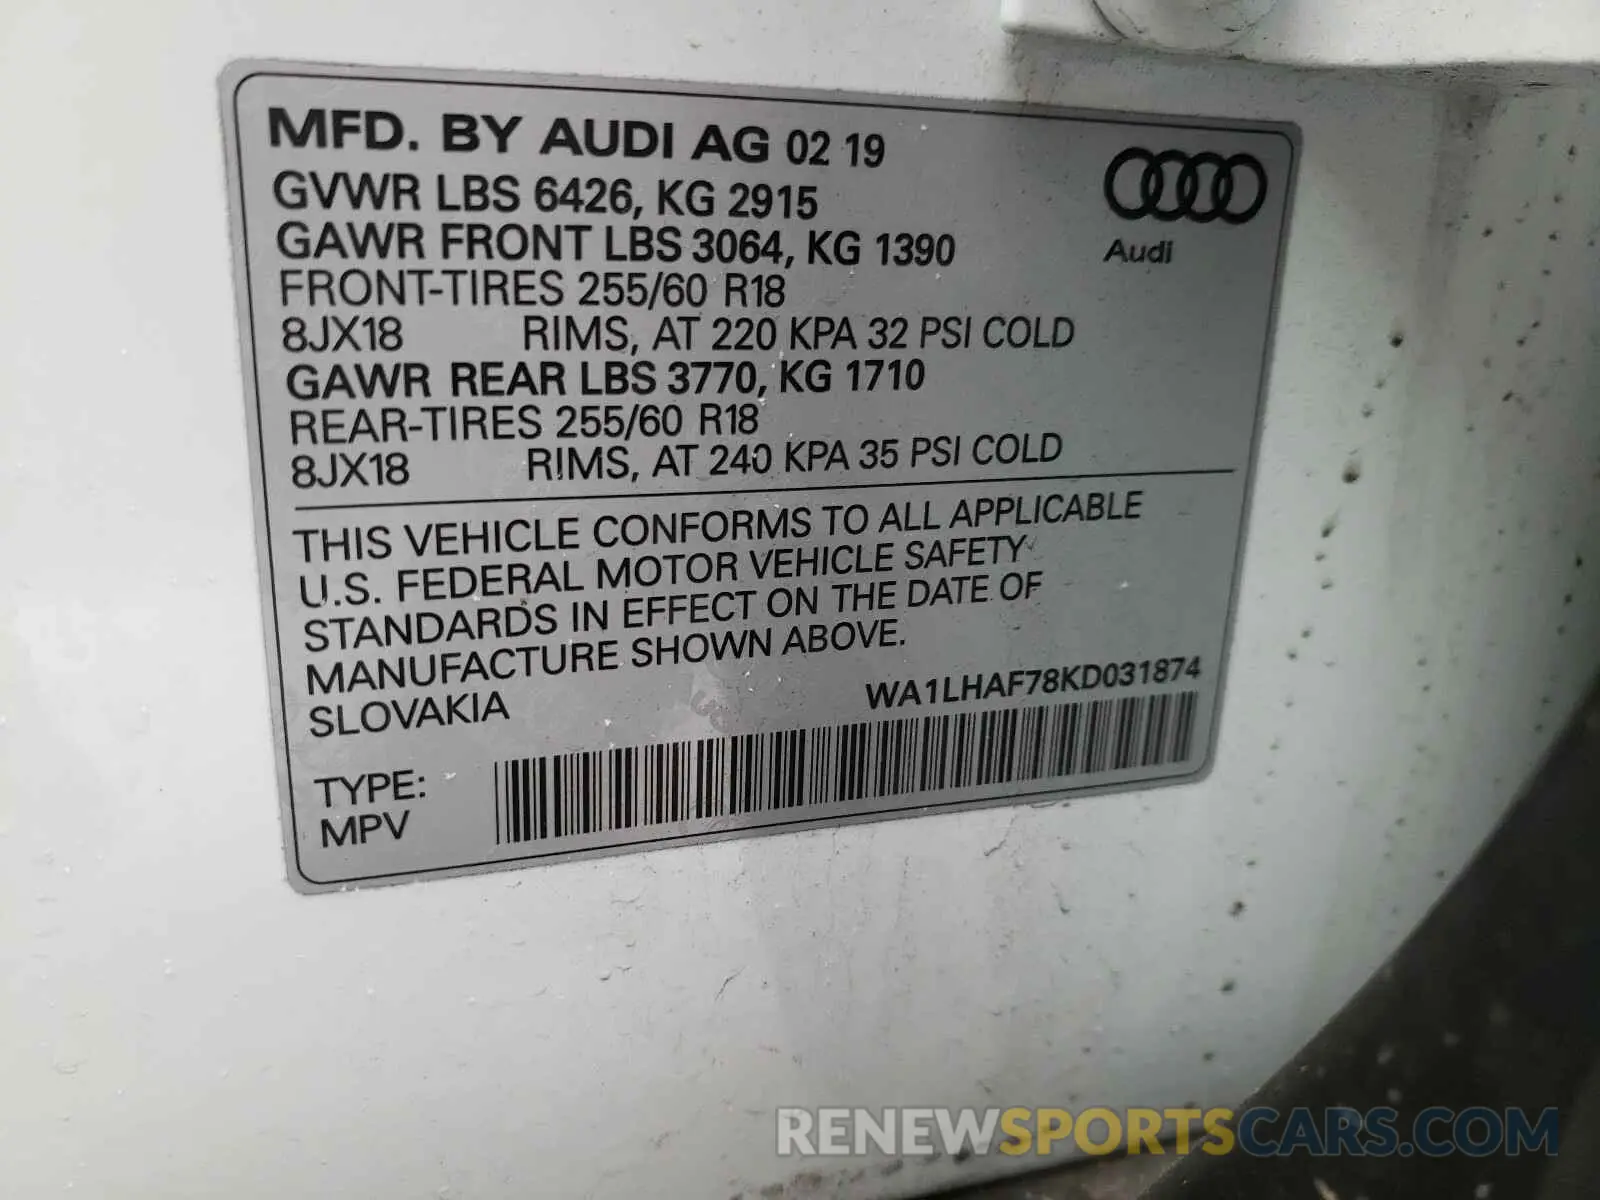 MFD. BY AUDI AG 02 19
GVWR LBS 6426, KG 2915
GAWR FRONT LBS 3064, KG 1390
Audi
FRONT-TIRES 255/60 R18
8JX18 RIMS, AT 220 KPA 32 PSI COLD
GAWR REAR LBS 3770, KG 1710
REAR-TIRES 255/60 R18
8JX18 RIMS, AT 240 KPA 35 PSI COLD
THIS VEHICLE CONFORMS TO ALL APPLICABLE
U.S. FEDERAL MOTOR VEHICLE SAFETY
STANDARDS IN EFFECT ON THE DATE OF
MANUFACTURE SHOWN ABOVE.
SLOVAKIA WA1LHAF78KD031874
TYPE:
MPV
RENEWSPORTSCARS.COM